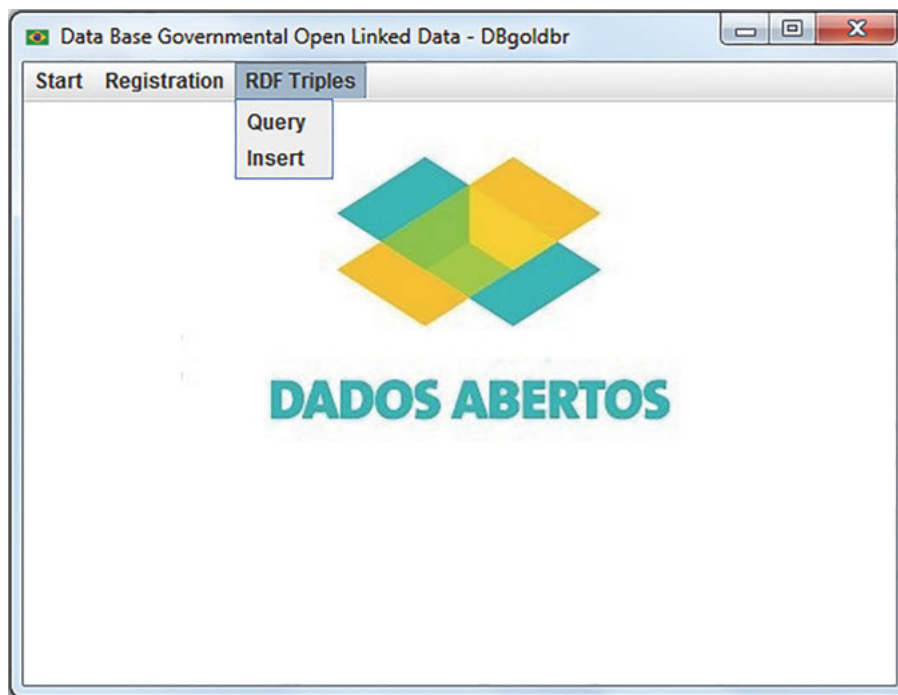 Data Base Governmental Open Linked Data - DBgoldbr
Start Registration RDF Triples
Query
Insert
DADOS ABERTOS